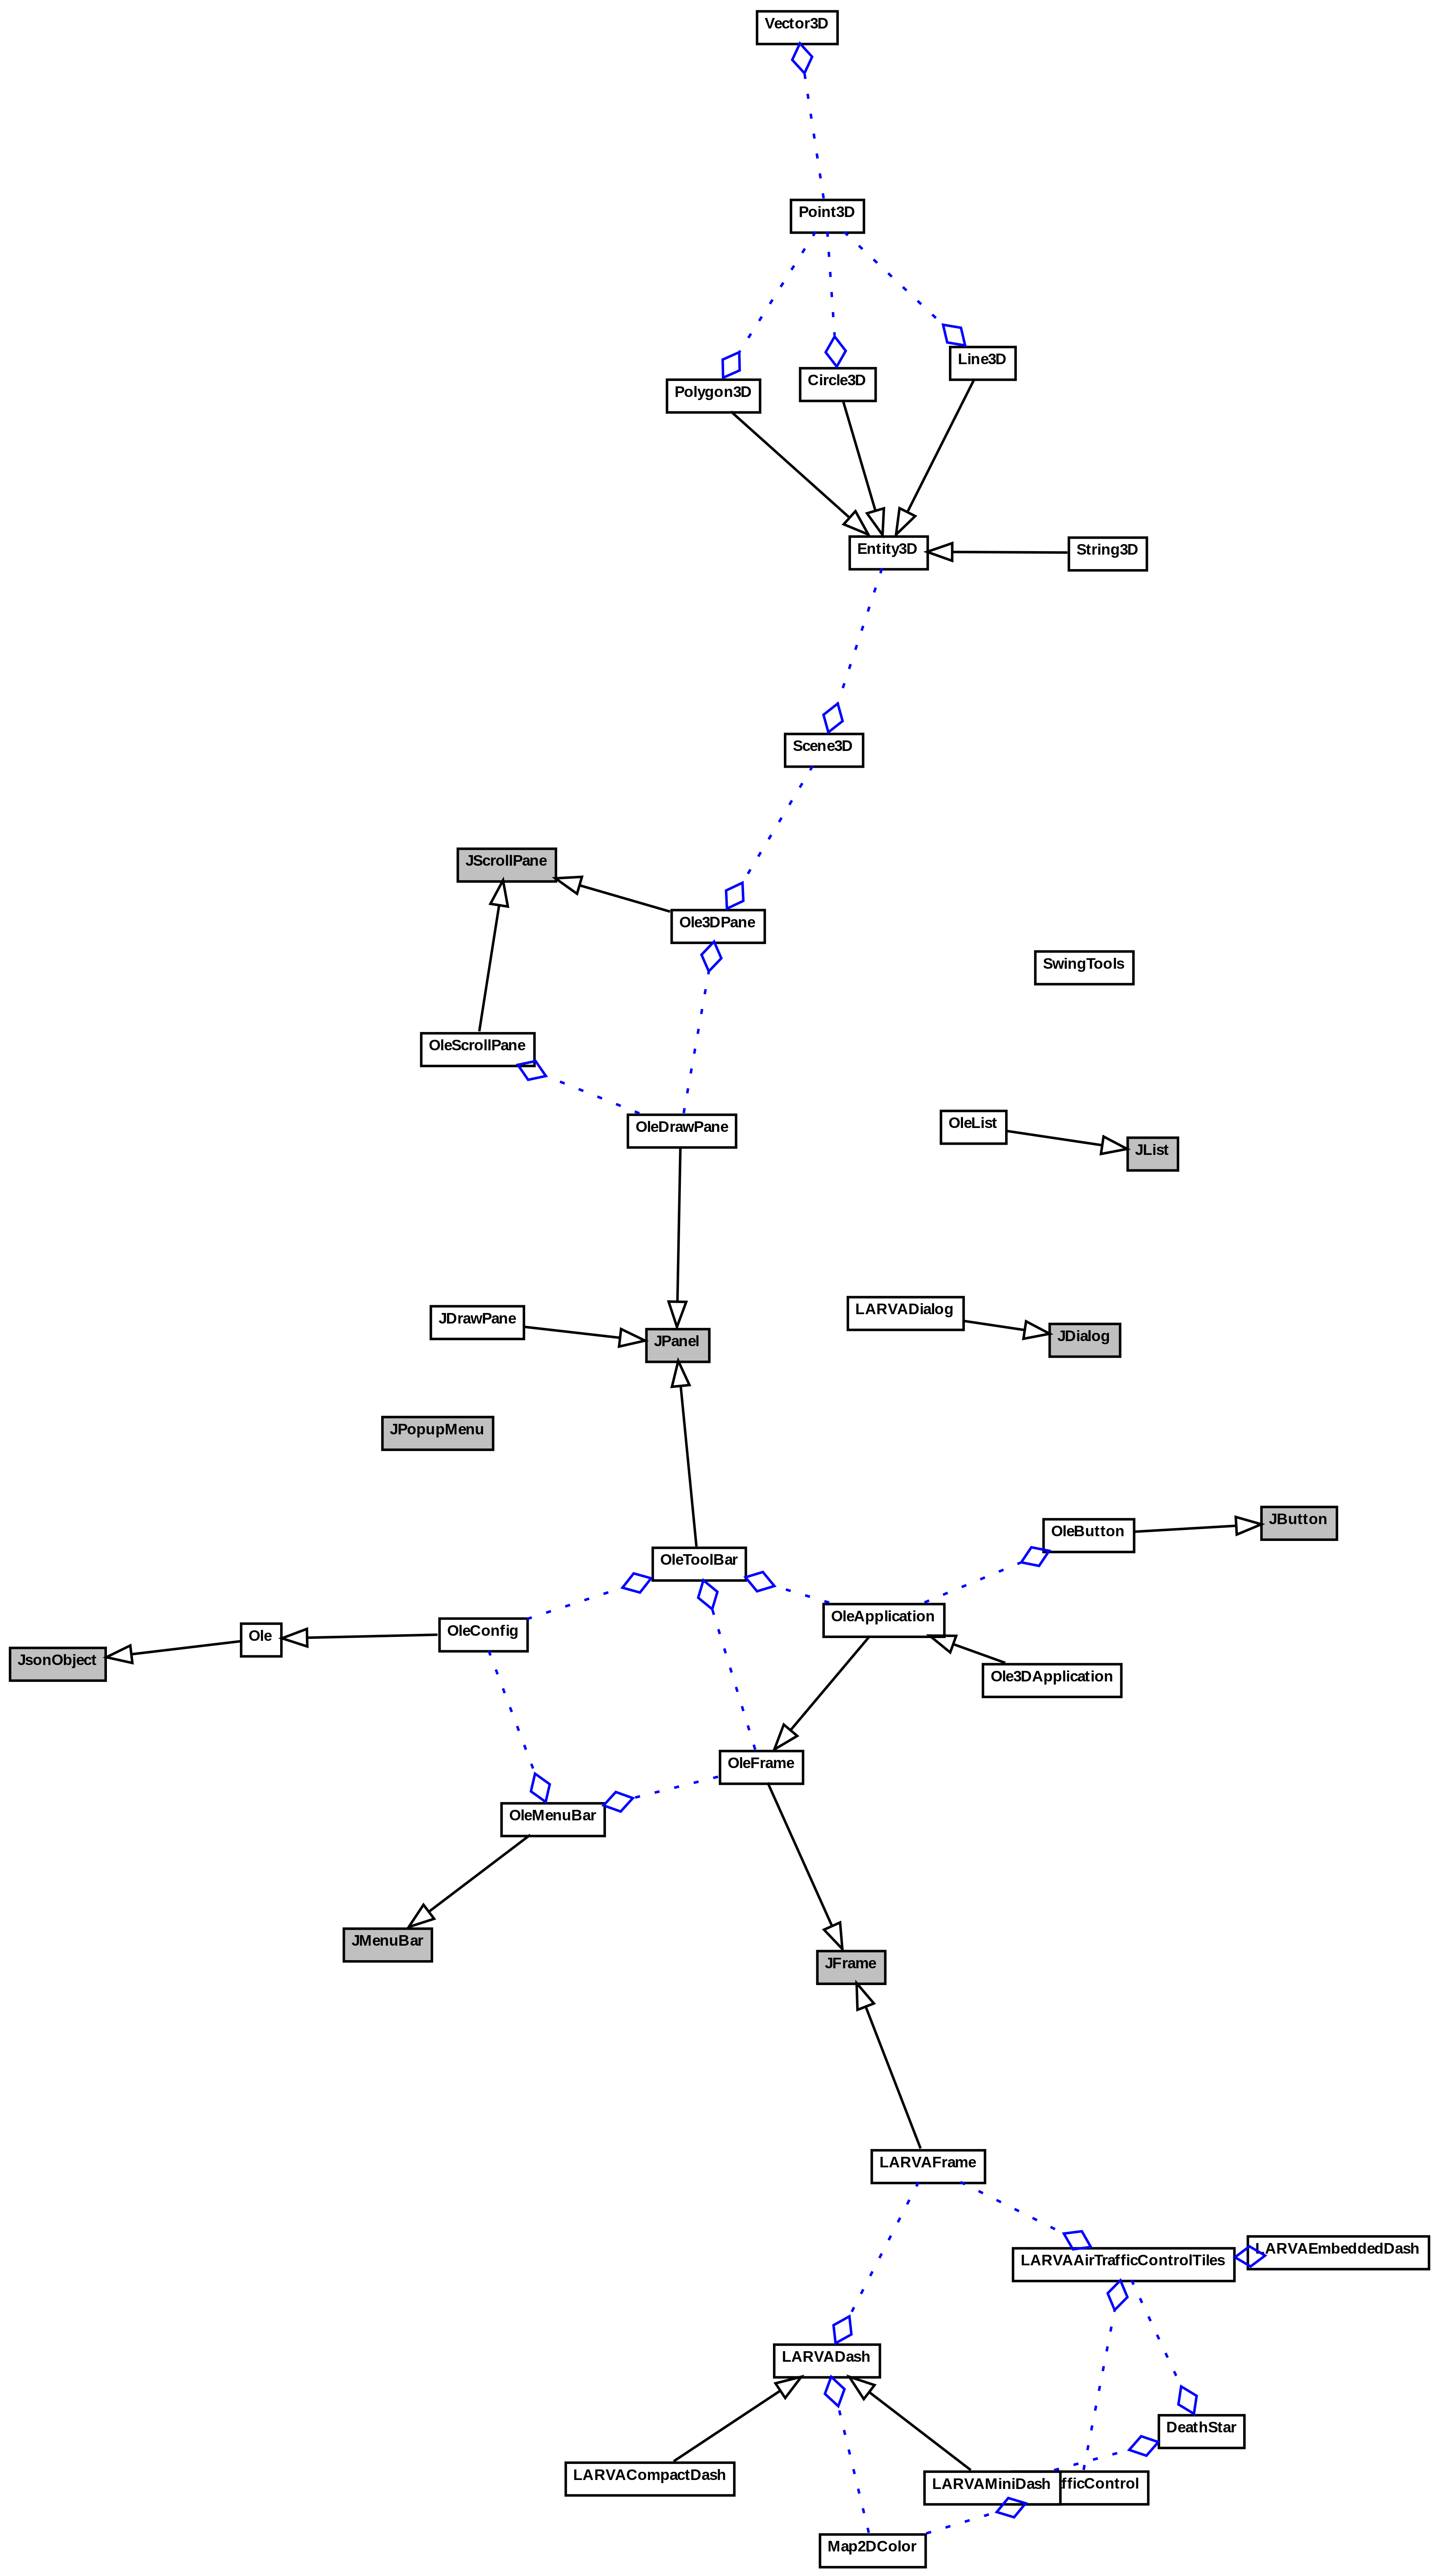 Vector3D
Point3D
Line3D
Circle3D
Polygon3D
Entity3D
String3D
Scene3D
JScrollPane
Ole3DPane
SwingTools
OleScrollPane
OleList
OleDrawPane
JList
LARVADialog
JDrawPane
JDialog
JPanel
JPopupMenu
JButton
OleButton
OleToolBar
OleApplication
OleConfig
Ole
JsonObject
Ole3DApplication
OleFrame
OleMenuBar
JMenuBar
JFrame
LARVAFrame
LARVAEmbeddedDash
LARVAAirTrafficControlTiles
LARVADash
DeathStar
LARVACompactDash
LARVAMiniDash
fficControl
Map2DColor